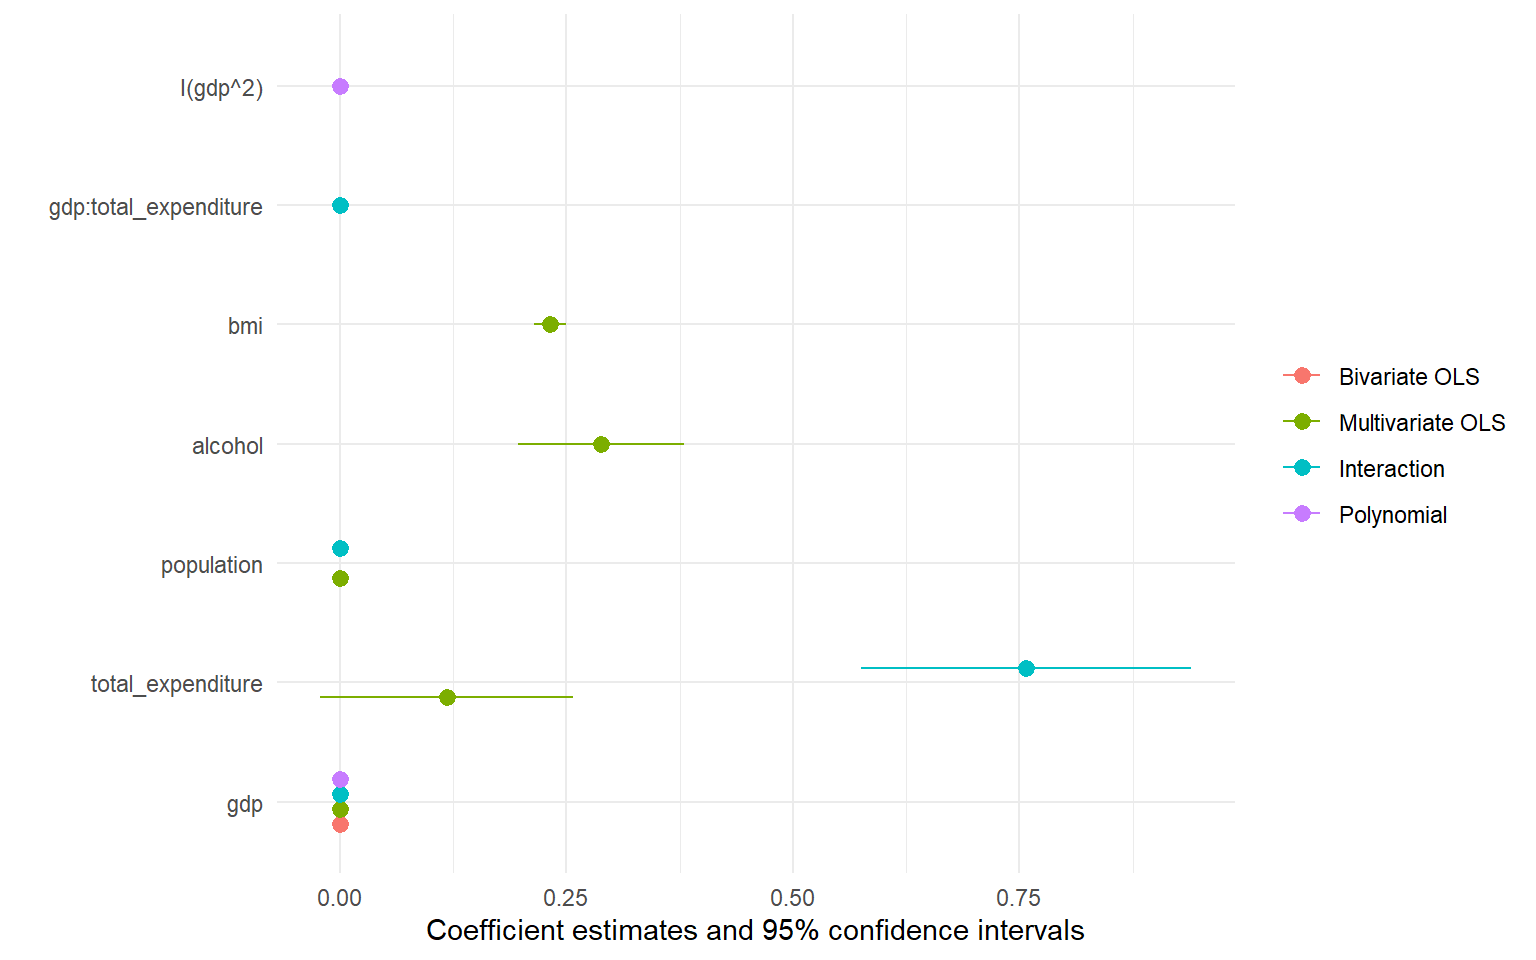 I(gdp^2)
gdp:total_expenditure
bmi
alcohol
population
total_expenditure
gdp
0.00 0.25 0.50 0.75
Coefficient estimates and 95% confidence intervals
Bivariate OLS
Multivariate OLS
Interaction
Polynomial